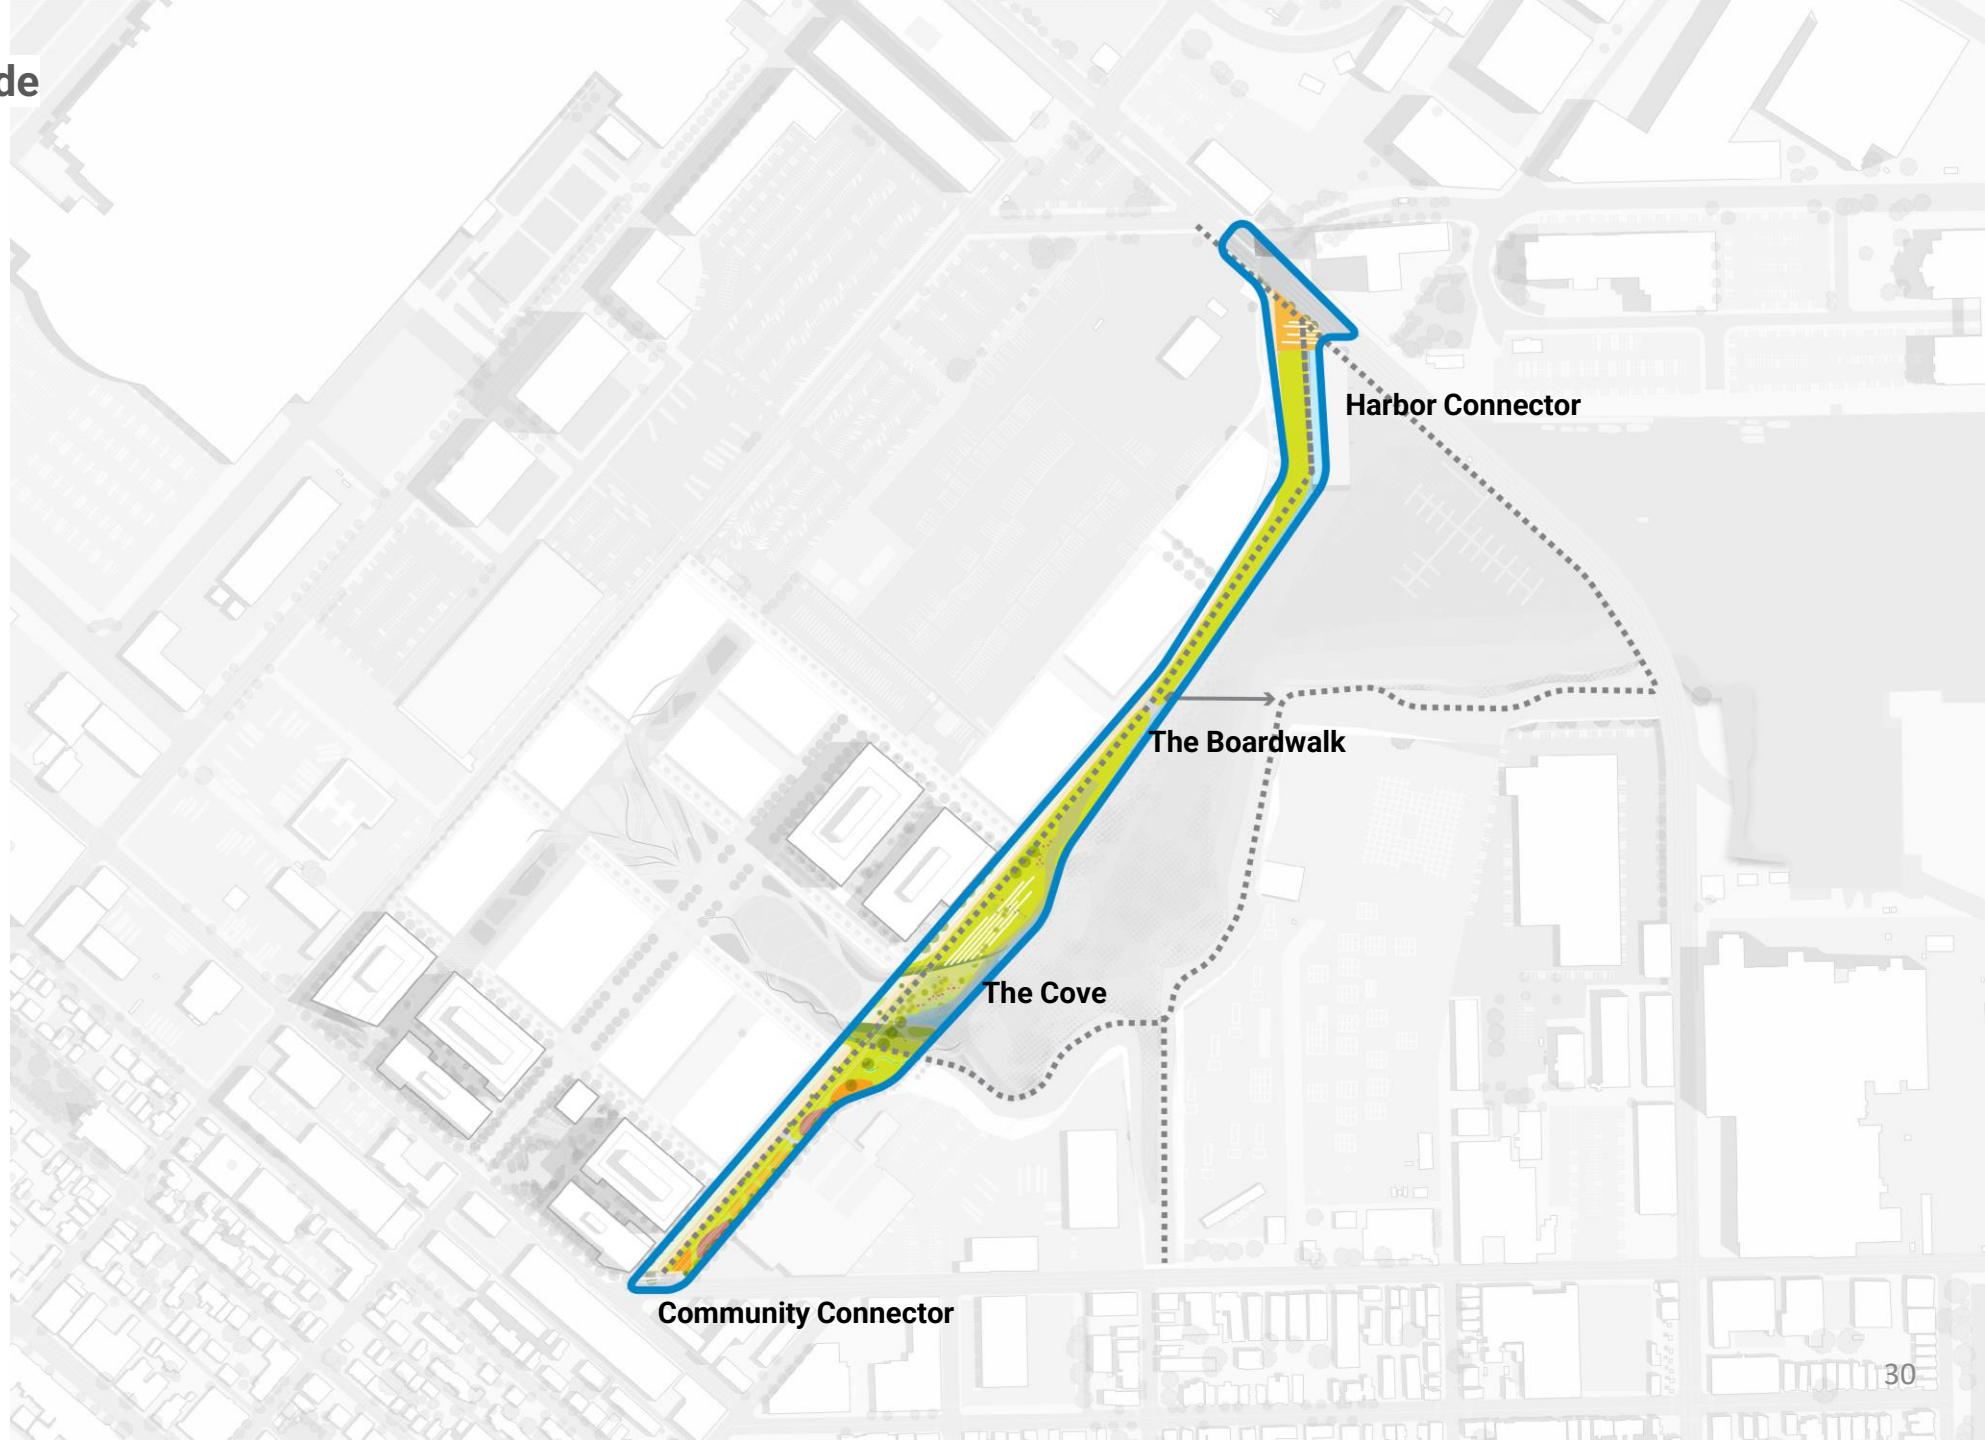 de
Harbor Connector
The Boardwalk
The Cove
Community Connector
30